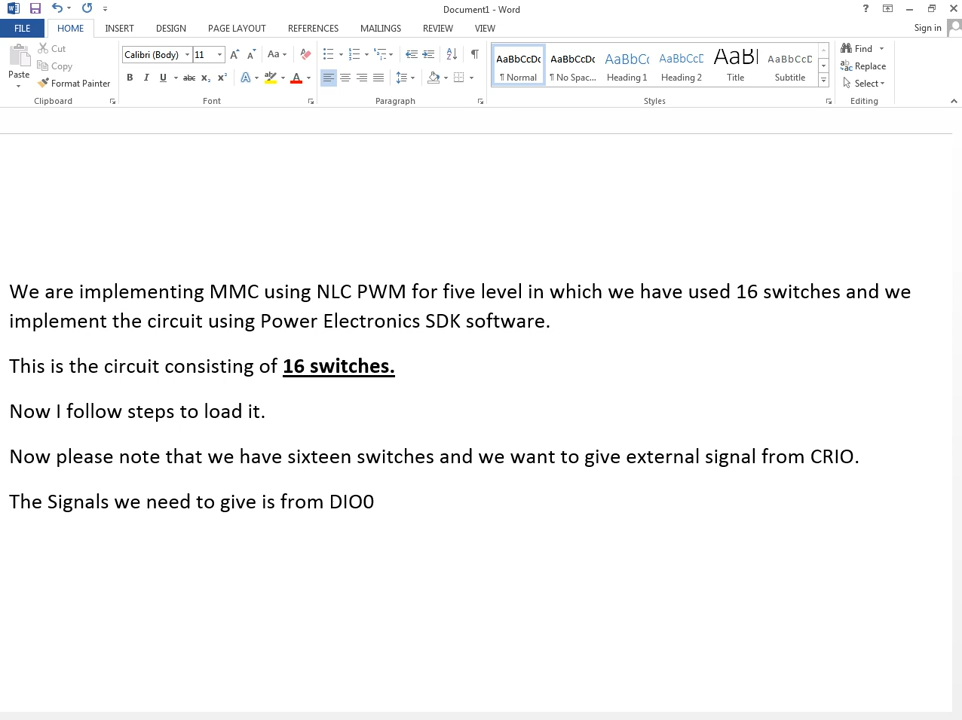 Document1 - Word
?
FILE HOME INSERT DESIGN PAGE LAYOUT REFERENCES MAILINGS REVIEW VIEW Sign in
Paste
Cut
Copy
Format Painter
Clipboard
Calibri (Body) 11 A A Aa
B I U abc X₂ X² A ab A
Font
A Z ¶
Paragraph
AaBbCcDc AaBbCcDc AaBbCc AaBbCcC AaBl AaBbCcD
¶ Normal ¶ No Spac... Heading 1 Heading 2 Title Subtitle
Styles
Find
Replace
Select
Editing
We are implementing MMC using NLC PWM for five level in which we have used 16 switches and we
implement the circuit using Power Electronics SDK software.
This is the circuit consisting of 16 switches.
Now I follow steps to load it.
Now please note that we have sixteen switches and we want to give external signal from CRIO.
The Signals we need to give is from DIO0